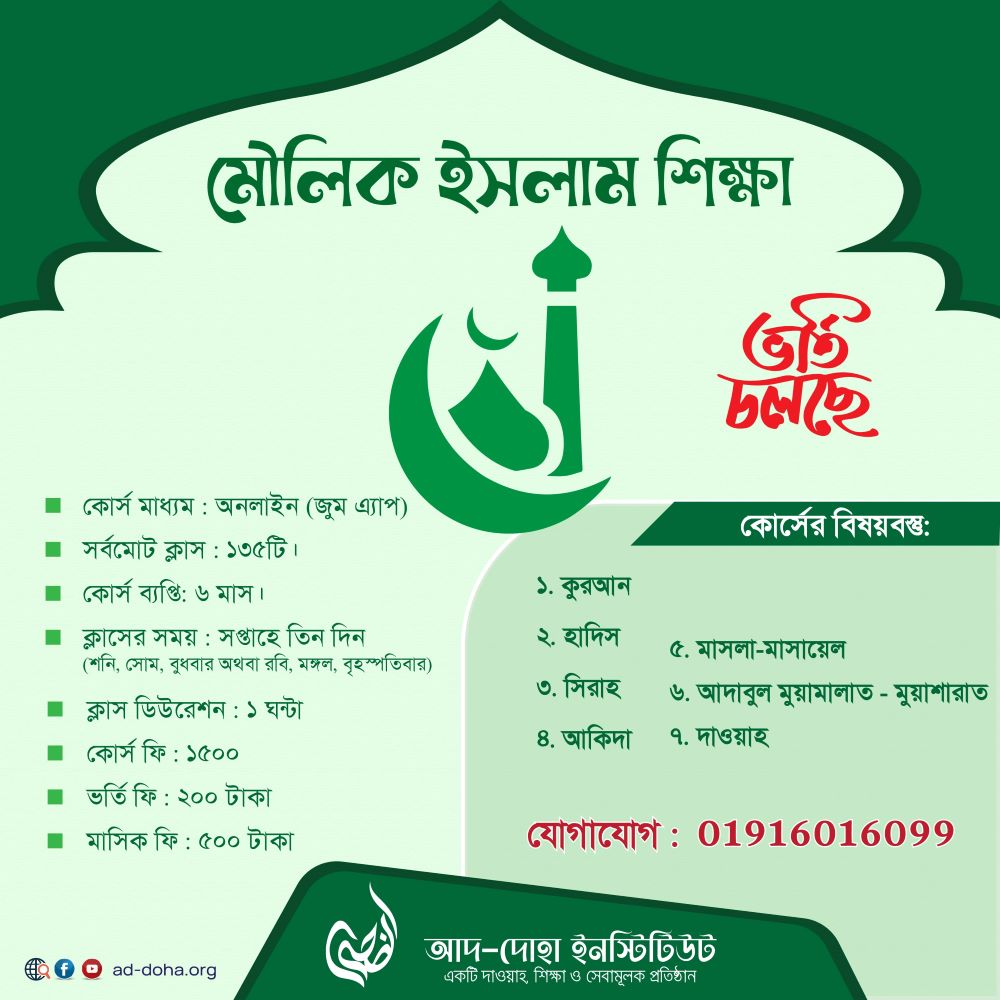 মৌলিক ইসলাম শিক্ষা
ভর্তি
চলছে
কোর্স মাধ্যম : অনলাইন (জুম এ্যাপ)
সর্বমোট ক্লাস : ১৩৫টি।
কোর্স ব্যপ্তি: ৬ মাস।
ক্লাসের সময় : সপ্তাহে তিন দিন
(শনি, সোম, বুধবার অথবা রবি, মঙ্গল, বৃহস্পতিবার)
ক্লাস ডিউরেশন : ১ ঘন্টা
কোর্স ফি : ১৫০০
ভর্তি ফি : ২০০ টাকা
মাসিক ফি : ৫০০ টাকা
কোর্সের বিষয়বস্তু:
১. কুরআন
২. হাদিস
৩. সিরাহ
৪. আকিদা
৫. মাসলা-মাসায়েল
৬. আদাবুল মুয়ামালাত - মুয়াশারাত
৭. দাওয়াহ
যোগাযোগ : 01916016099
আদ-দোহা ইনস্টিটিউট
একটি দাওয়াহ, শিক্ষা ও সেবামূলক প্রতিষ্ঠান
ad-doha.org